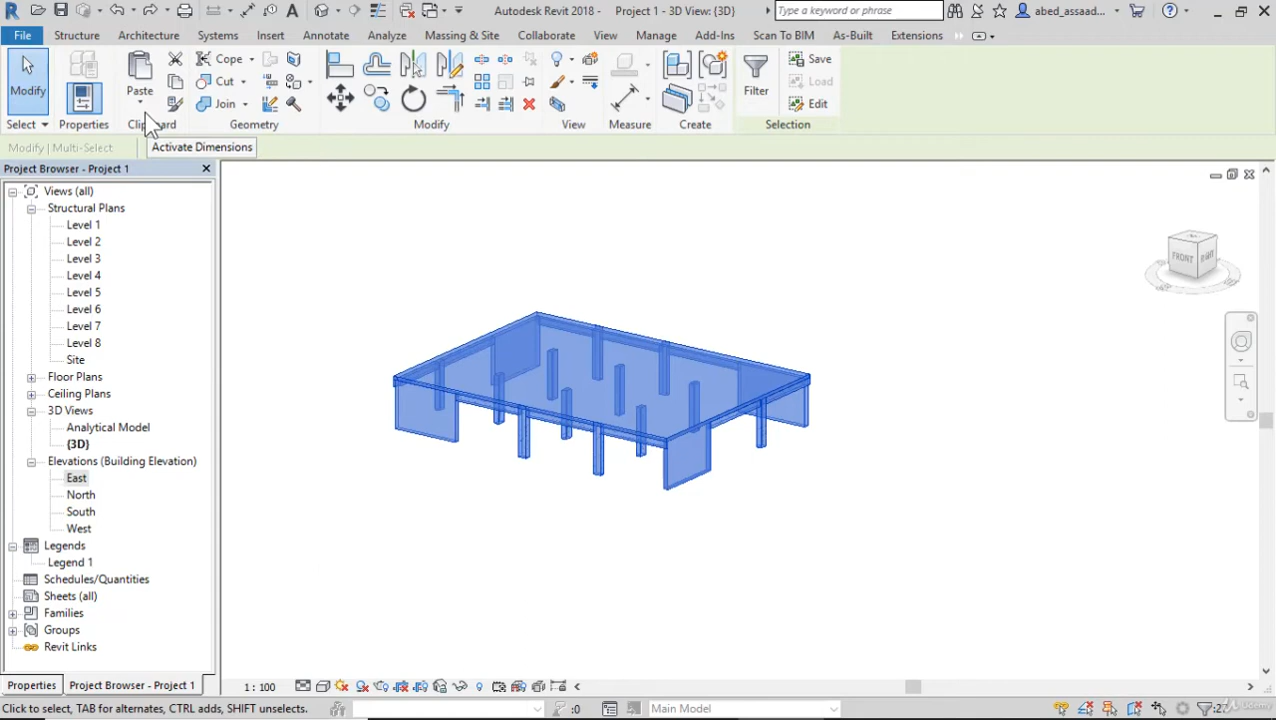 Autodesk Revit 2018 - Project 1 - 3D View: {3D}
Type a keyword or phrase
abed_assaad...
File Structure Architecture Systems Insert Annotate Analyze Massing & Site Collaborate View Manage Add-Ins Scan To BIM As-Built Extensions
Modify
Paste
Cope
Cut
Join
Filter
Save
Load
Edit
Select Properties Clipboard Geometry Modify View Measure Create Selection
Modify | Multi-Select
Activate Dimensions
Project Browser - Project 1
Views (all)
Structural Plans
Level 1
Level 2
Level 3
Level 4
Level 5
Level 6
Level 7
Level 8
Site
Floor Plans
Ceiling Plans
3D Views
Analytical Model
{3D}
Elevations (Building Elevation)
East
North
South
West
Legends
Legend 1
Schedules/Quantities
Sheets (all)
Families
Groups
Revit Links
FRONT
RIGHT
Properties
Project Browser - Project 1
1 : 100
Click to select, TAB for alternates, CTRL adds, SHIFT unselects.
:0
Main Model